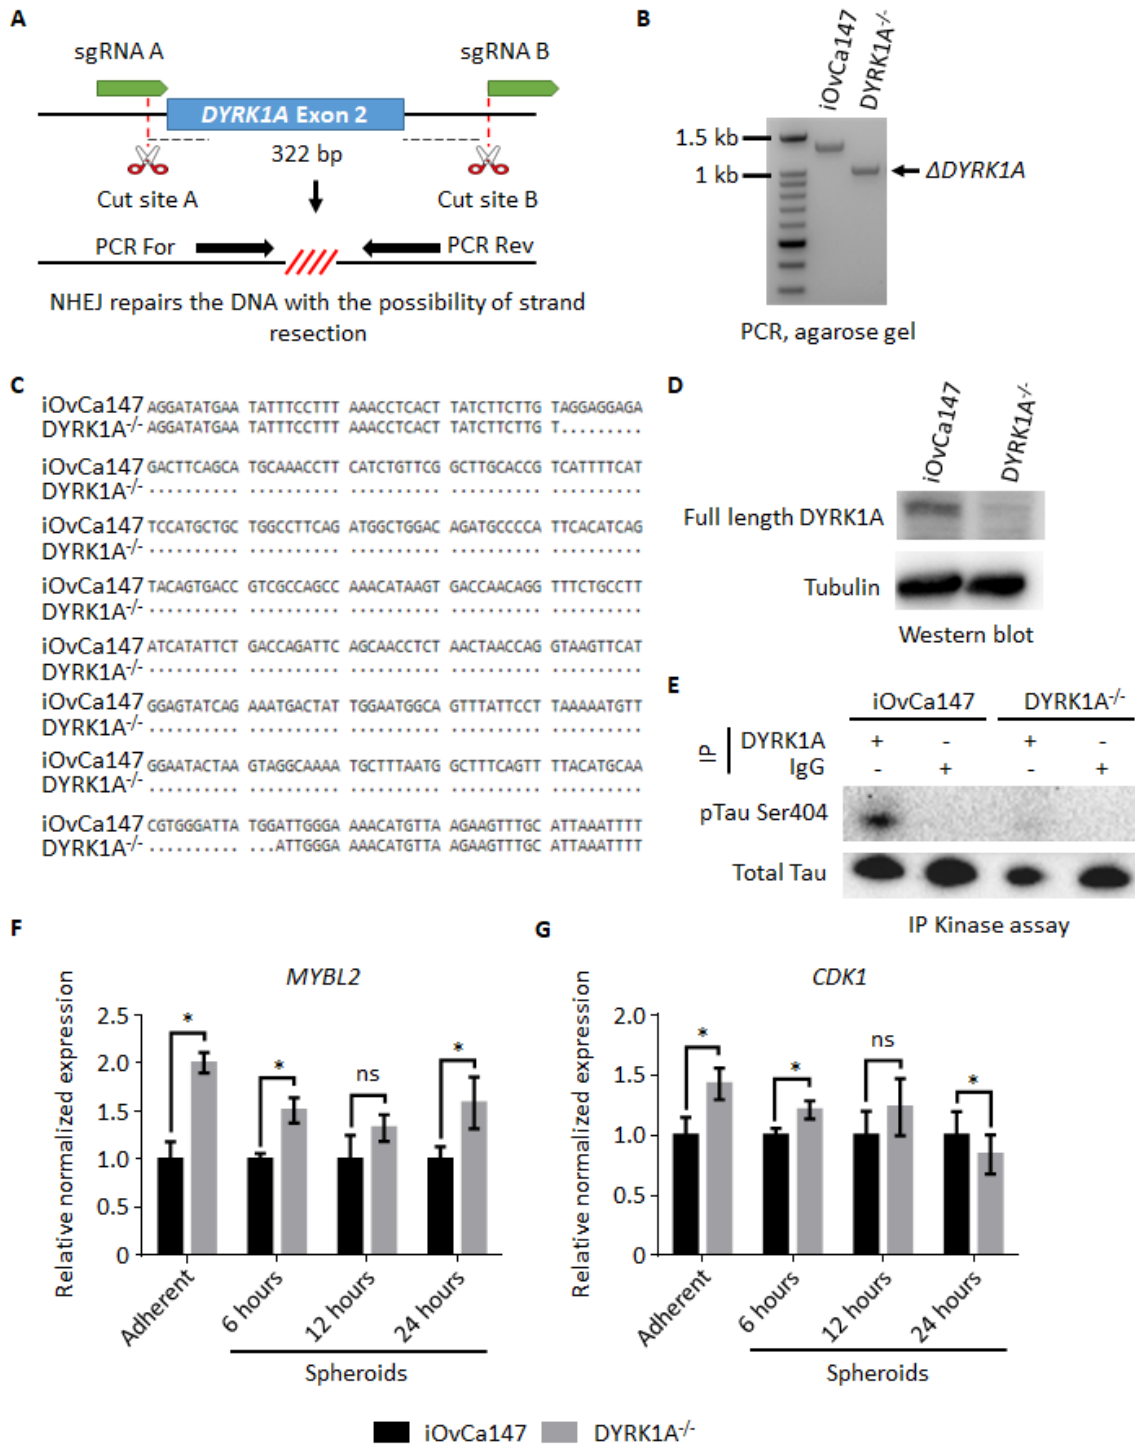 A
sgRNA A
sgRNA B
DYRK1A Exon 2
322 bp
Cut site A
Cut site B
PCR For
PCR Rev
NHEJ repairs the DNA with the possibility of strand
resection
B
iOvCa147
DYRK1A-/-
1.5 kb
1 kb
ΔDYRK1A
PCR, agarose gel
C
iOvCa147 AGGATATGAA TATTTCCTTT AAACCTCACT TATCTTCTTG TAGGAGGAGA
DYRK1A-/- AGGATATGAA TATTTCCTTT AAACCTCACT TATCTTCTTG T.........
iOvCa147 GACTTCAGCA TGCAAACCTT CATCTGTTCG GCTTGCACCG TCATTTTCAT
DYRK1A-/- .......... .......... .......... .......... ..........
iOvCa147 TCCATGCTGC TGGCCTTCAG ATGGCTGGAC AGATGCCCCA TTCACATCAG
DYRK1A-/- .......... .......... .......... .......... ..........
iOvCa147 TACAGTGACC GTCGCCAGCC AAACATAAGT GACCAACAGG TTTCTGCCTT
DYRK1A-/- .......... .......... .......... .......... ..........
iOvCa147 ATCATATTCT GACCAGATTC AGCAACCTCT AACTAACCAG GTAAGTTCAT
DYRK1A-/- .......... .......... .......... .......... ..........
iOvCa147 GGAGTATCAG AAATGACTAT TGGAATGGCA GTTTATTCCT TAAAAATGTT
DYRK1A-/- .......... .......... .......... .......... ..........
iOvCa147 GGAATACTAA GTAGGCAAAA TGCTTTAATG GCTTTCAGTT TTACATGCAA
DYRK1A-/- .......... .......... .......... .......... ..........
iOvCa147 CGTGGGATTA TGGATTGGGA AAACATGTTA AGAAGTTTGC ATTAAATTTT
DYRK1A-/- .......... ...ATTGGGA AAACATGTTA AGAAGTTTGC ATTAAATTTT
D
iOvCa147
DYRK1A-/-
Full length DYRK1A
Tubulin
Western blot
E
iOvCa147
DYRK1A-/-
IP
DYRK1A + - + -
IgG - + - +
pTau Ser404
Total Tau
IP Kinase assay
F
MYBL2
Relative normalized expression
2.5
2.0
1.5
1.0
0.5
0
*
*
ns
*
Adherent
6 hours
12 hours
24 hours
Spheroids
G
CDK1
Relative normalized expression
2.0
1.5
1.0
0.5
0
*
*
ns
*
Adherent
6 hours
12 hours
24 hours
Spheroids
iOvCa147
DYRK1A-/-